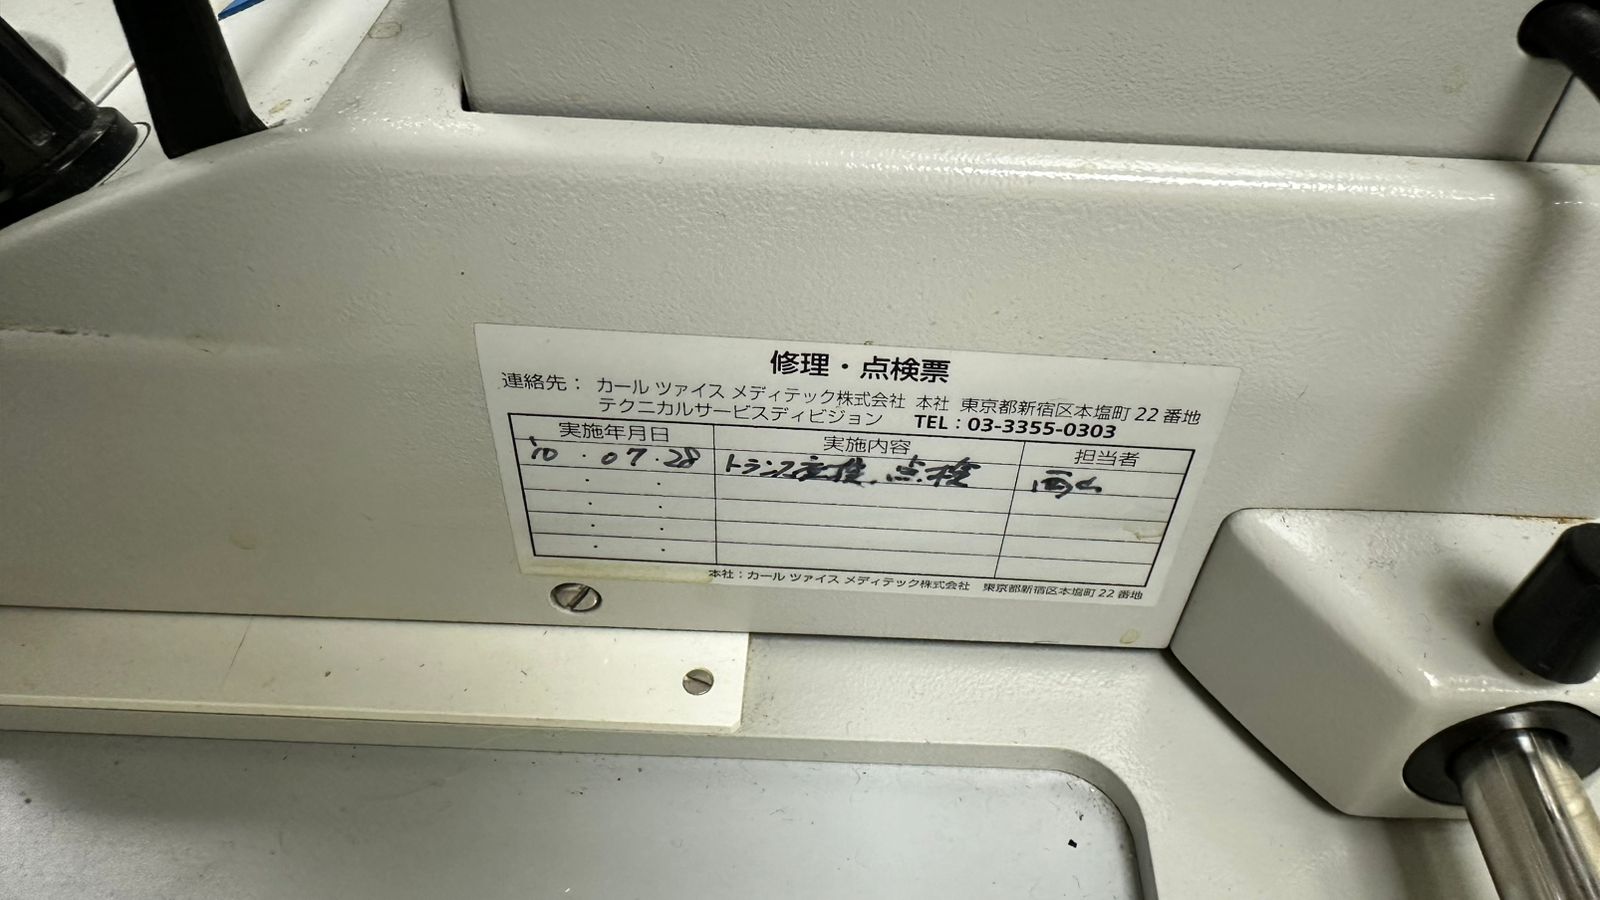 修理・点検票
連絡先： カール ツァイス メディテック株式会社 本社 東京都新宿区本塩町 22 番地
テクニカルサービスディビジョン TEL：03-3355-0303
実施年月日 実施内容 担当者
'10 ・ 07 ・ 28 トランス 点検
本社：カール ツァイス メディテック株式会社 東京都新宿区本塩町 22 番地